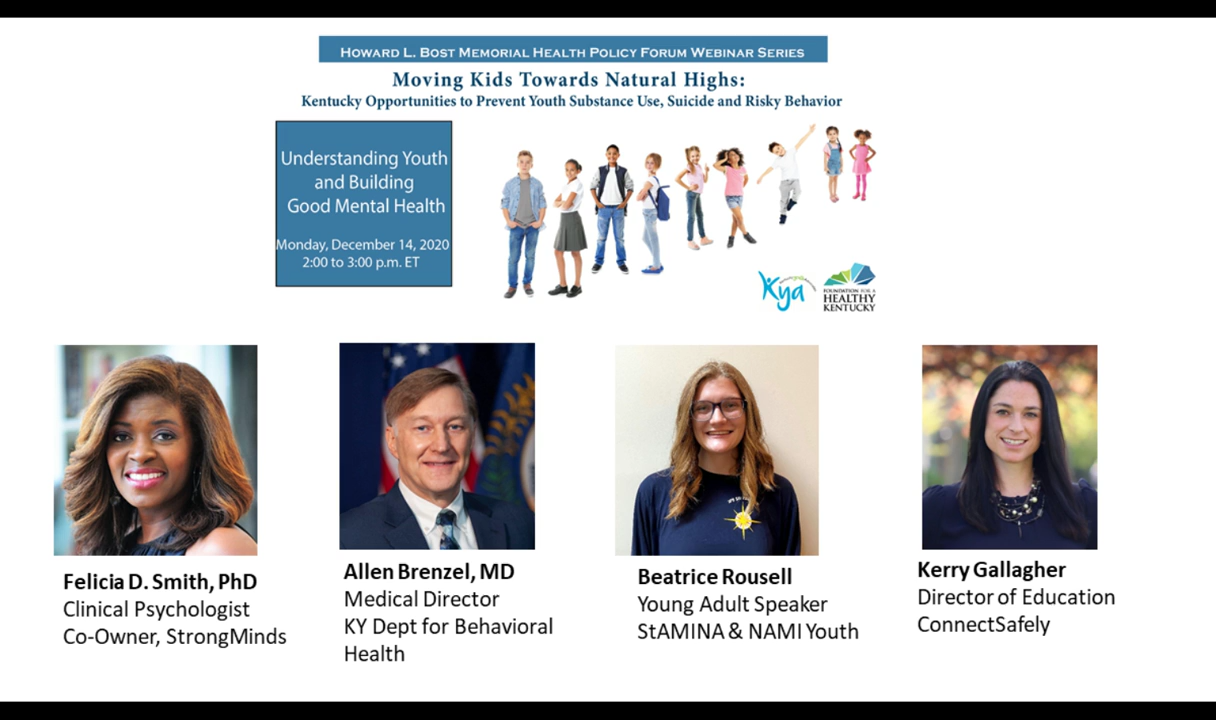 HOWARD L. BOST MEMORIAL HEALTH POLICY FORUM WEBINAR SERIES
Moving Kids Towards Natural Highs:
Kentucky Opportunities to Prevent Youth Substance Use, Suicide and Risky Behavior
Understanding Youth
and Building
Good Mental Health
Monday, December 14, 2020
2:00 to 3:00 p.m. ET
Kya
FOUNDATION FOR A
HEALTHY
KENTUCKY
Felicia D. Smith, PhD
Clinical Psychologist
Co-Owner, StrongMinds
Allen Brenzel, MD
Medical Director
KY Dept for Behavioral
Health
Beatrice Rousell
Young Adult Speaker
StAMINA & NAMI Youth
Kerry Gallagher
Director of Education
ConnectSafely